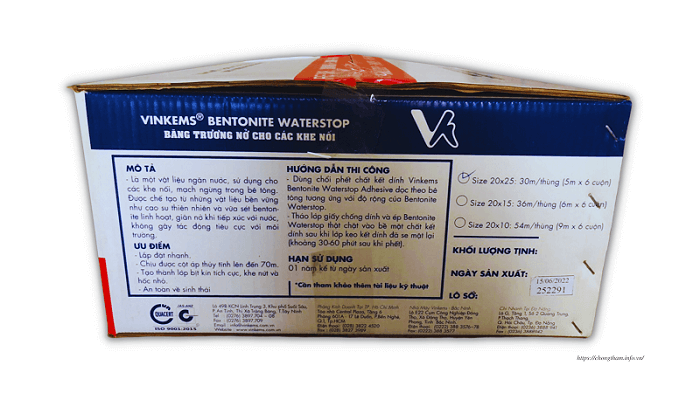 VINKEMS® BENTONITE WATERSTOP
BĂNG TRƯƠNG NỞ CHO CÁC KHE NỐI
MÔ TẢ
- Là một vật liệu ngăn nước, sử dụng cho
các khe nối, mạch ngừng trong bê tông.
Được chế tạo từ những vật liệu bền vững
như cao su thiên nhiên và vữa sét benton-
ite linh hoạt, giãn nở khi tiếp xúc với nước,
không gây tác động tiêu cực với môi
trường.
ƯU ĐIỂM
- Lắp đặt nhanh.
- Chịu được cột áp thủy tĩnh lên đến 70m.
- Tạo thành lớp bịt kín tích cực, khe nứt và
hốc nhỏ.
- An toàn vệ sinh thái
HƯỚNG DẪN THI CÔNG
- Dùng chổi phết chất kết dính Vinkems
Bentonite Waterstop Adhesive dọc theo bê
tông tương ứng với độ rộng của Bentonite
Waterstop.
- Tháo lớp giấy chống dính và ép Bentonite
Waterstop thật chặt vào bề mặt chất kết
dính sau khi lớp keo kết dính đã se mặt lại
(khoảng 30-60 phút sau khi phết).
HẠN SỬ DỤNG
01 năm kể từ ngày sản xuất
*Cần tham khảo thêm tài liệu kỹ thuật
Size 20x25: 30m/thùng (5m x 6 cuộn)
Size 20x15: 36m/thùng (6m x 6 cuộn)
Size 20x10: 54m/thùng (9m x 6 cuộn)
KHỐI LƯỢNG TỊNH:
NGÀY SẢN XUẤT:
15/06/2022
252291
LÔ SỐ:
QUACERT
JAS-ANZ
ISO 9001:2015
https://chongtham.info.vn/